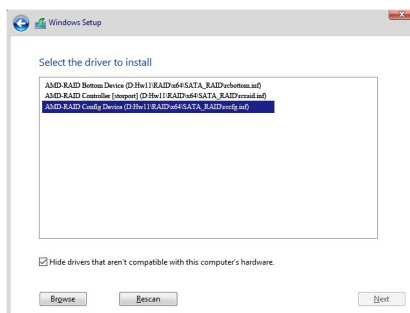 Windows Setup
Select the driver to install
AMD-RAID Bottom Device (D:Hw11\RAID\x64\SATA_RAID\rcbottom.inf)
AMD-RAID Controller [storport] (D:Hw11\RAID\x64\SATA_RAID\rcraid.inf)
AMD-RAID Config Device (D:Hw11\RAID\x64\SATA_RAID\rccfg.inf)
Hide drivers that aren't compatible with this computer's hardware.
Browse
Rescan
Next